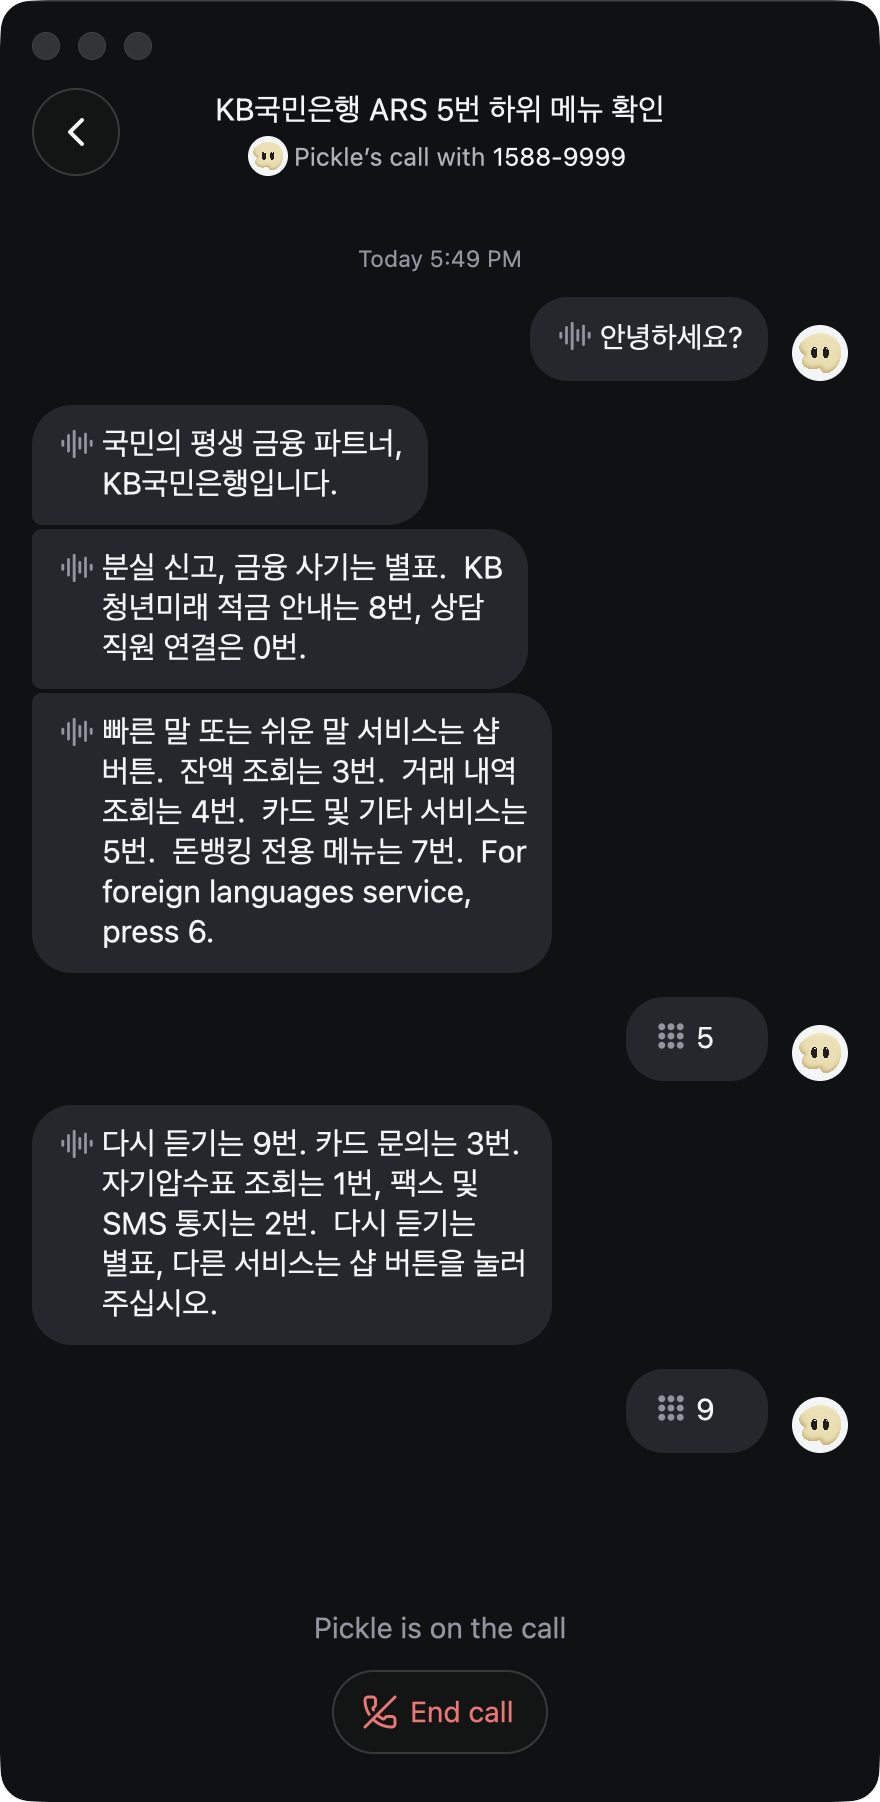 KB국민은행 ARS 5번 하위 메뉴 확인
Pickle’s call with 1588-9999
Today 5:49 PM
안녕하세요?
국민의 평생 금융 파트너,
KB국민은행입니다.
분실 신고, 금융 사기는 별표.  KB
청년미래 적금 안내는 8번, 상담
직원 연결은 0번.
빠른 말 또는 쉬운 말 서비스는 샵
버튼.  잔액 조회는 3번.  거래 내역
조회는 4번.  카드 및 기타 서비스는
5번.  돈뱅킹 전용 메뉴는 7번.  For
foreign languages service,
press 6.
5
다시 듣기는 9번. 카드 문의는 3번.
자기압수표 조회는 1번, 팩스 및
SMS 통지는 2번.  다시 듣기는
별표, 다른 서비스는 샵 버튼을 눌러
주십시오.
9
Pickle is on the call
End call